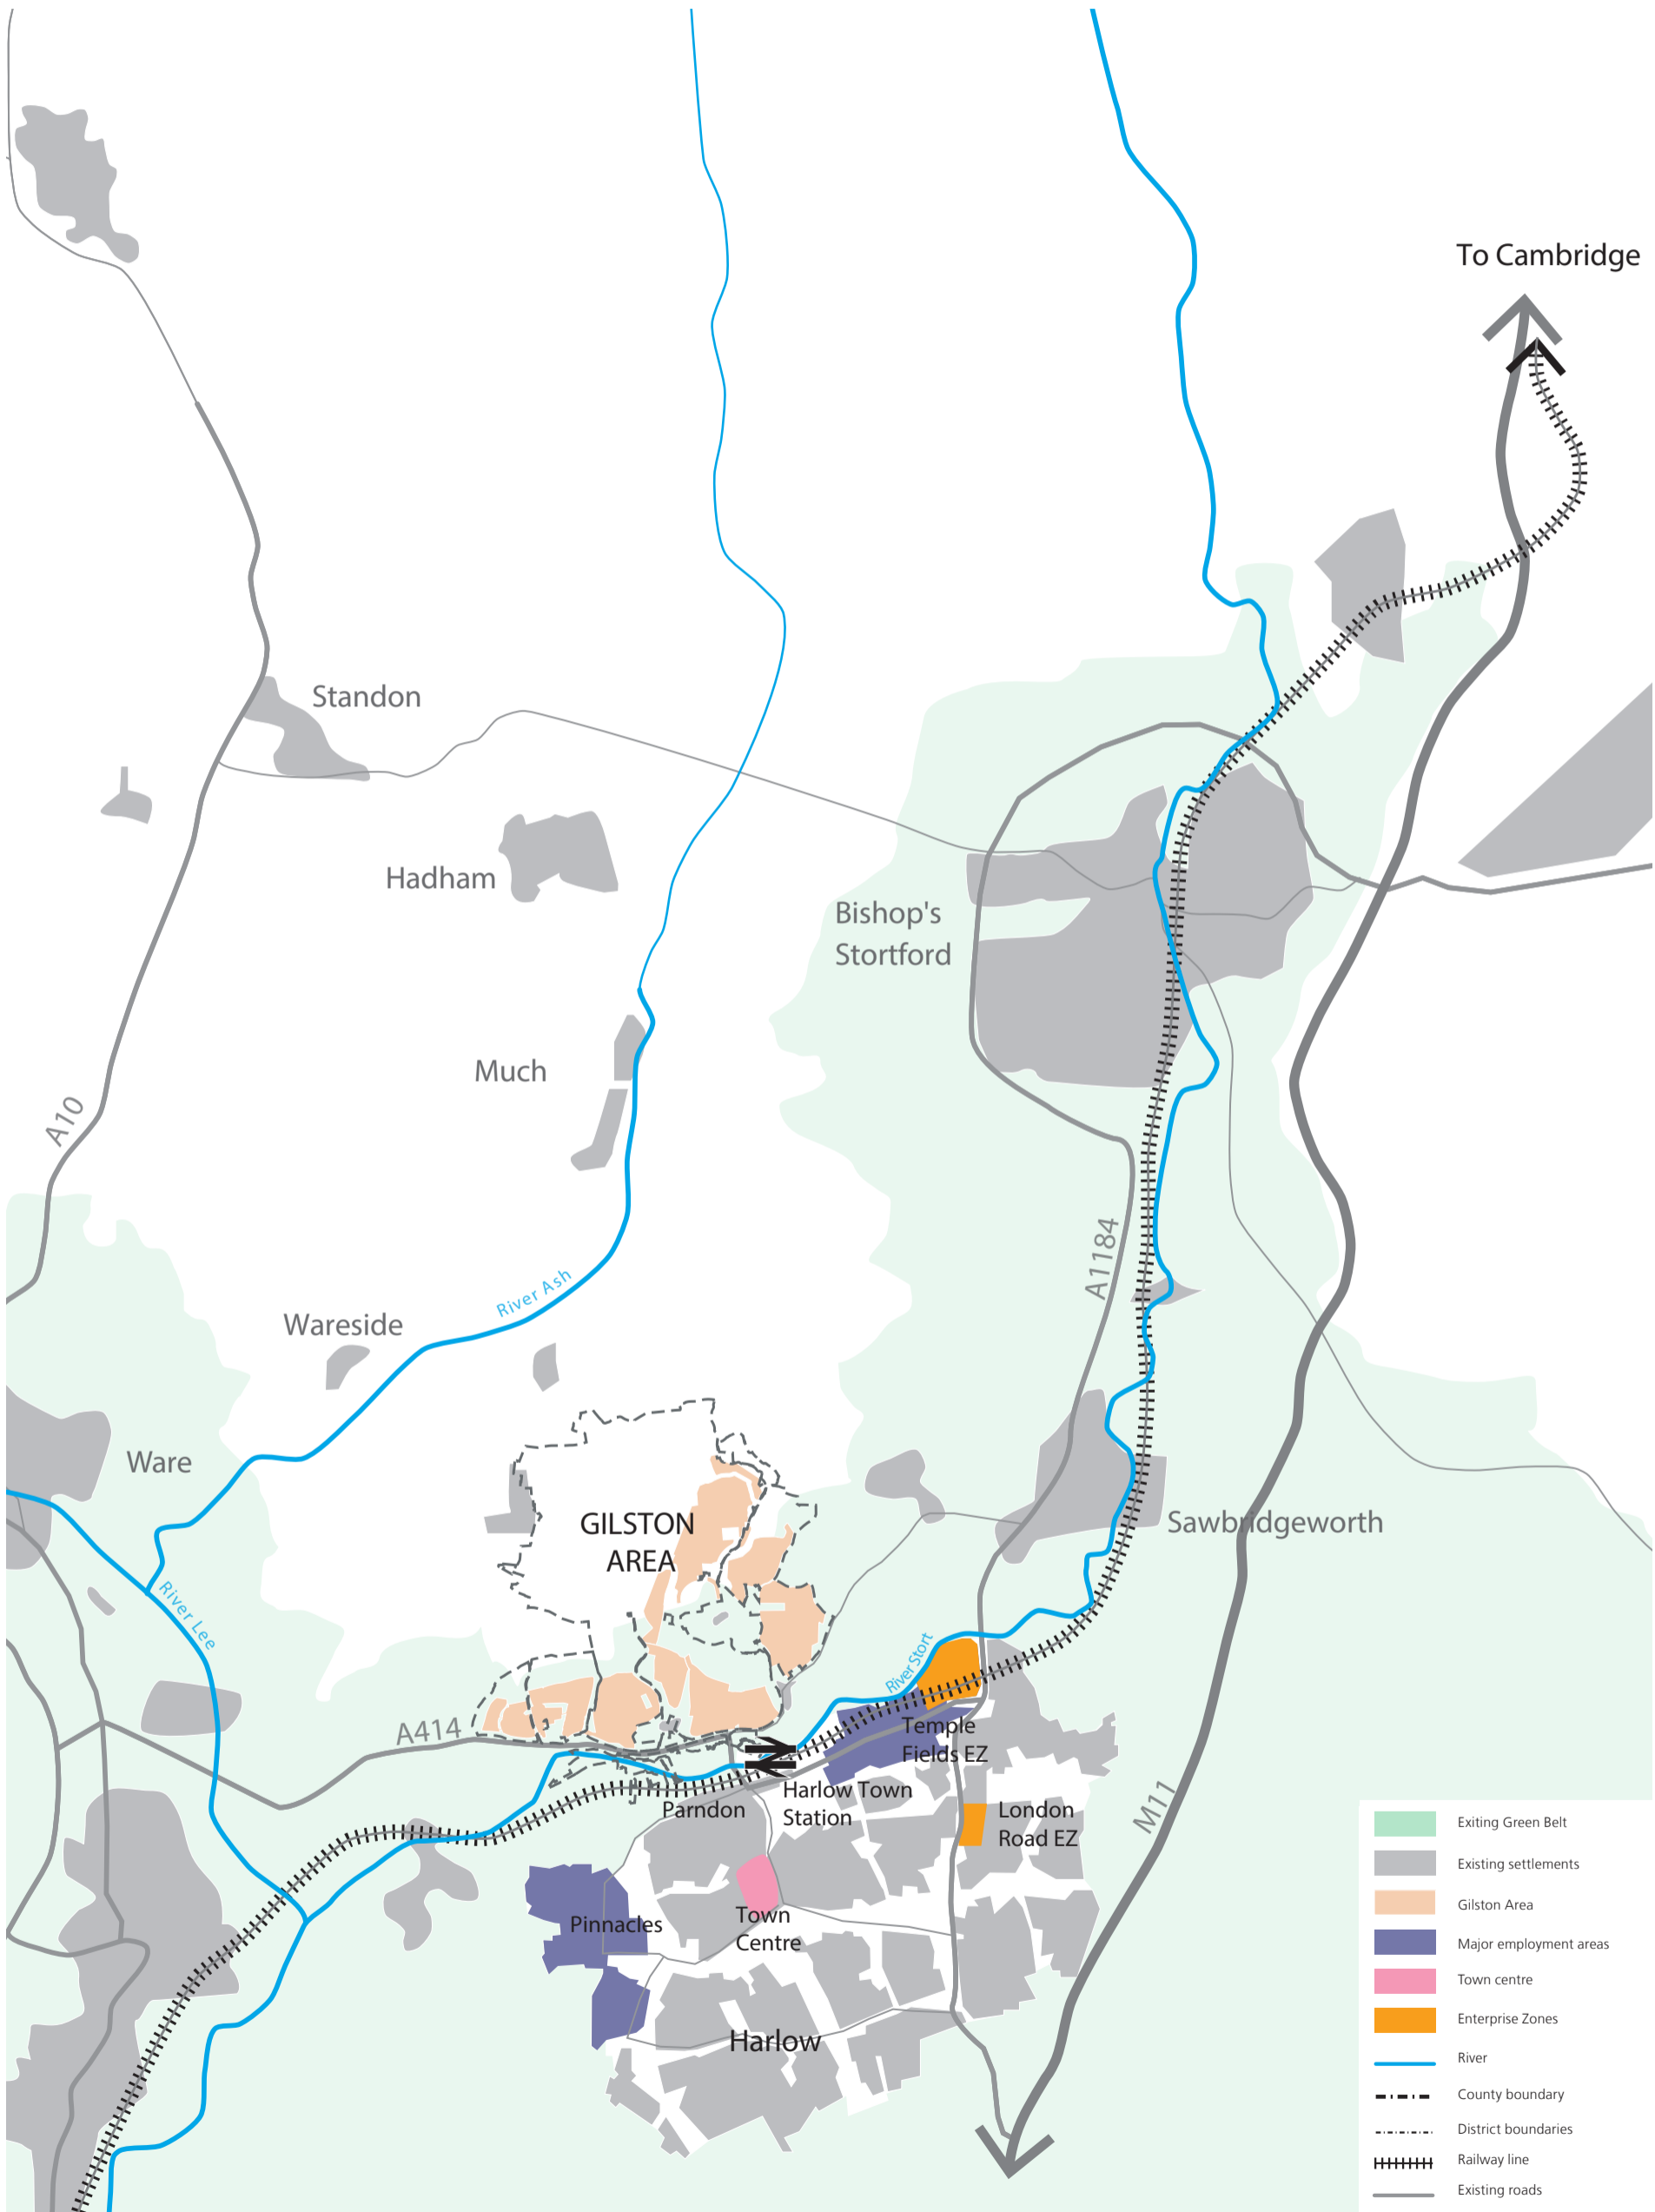 To Cambridge
Standon
Hadham
Bishop's
Stortford
Much
A10
A1184
River Ash
Wareside
Ware
GILSTON
AREA
Sawbridgeworth
River Lee
River Stort
A414
Temple
Fields EZ
Harlow Town
Station
Parndon
London
Road EZ
M11
Pinnacles
Town
Centre
Harlow
Exiting Green Belt
Existing settlements
Gilston Area
Major employment areas
Town centre
Enterprise Zones
River
County boundary
District boundaries
Railway line
Existing roads